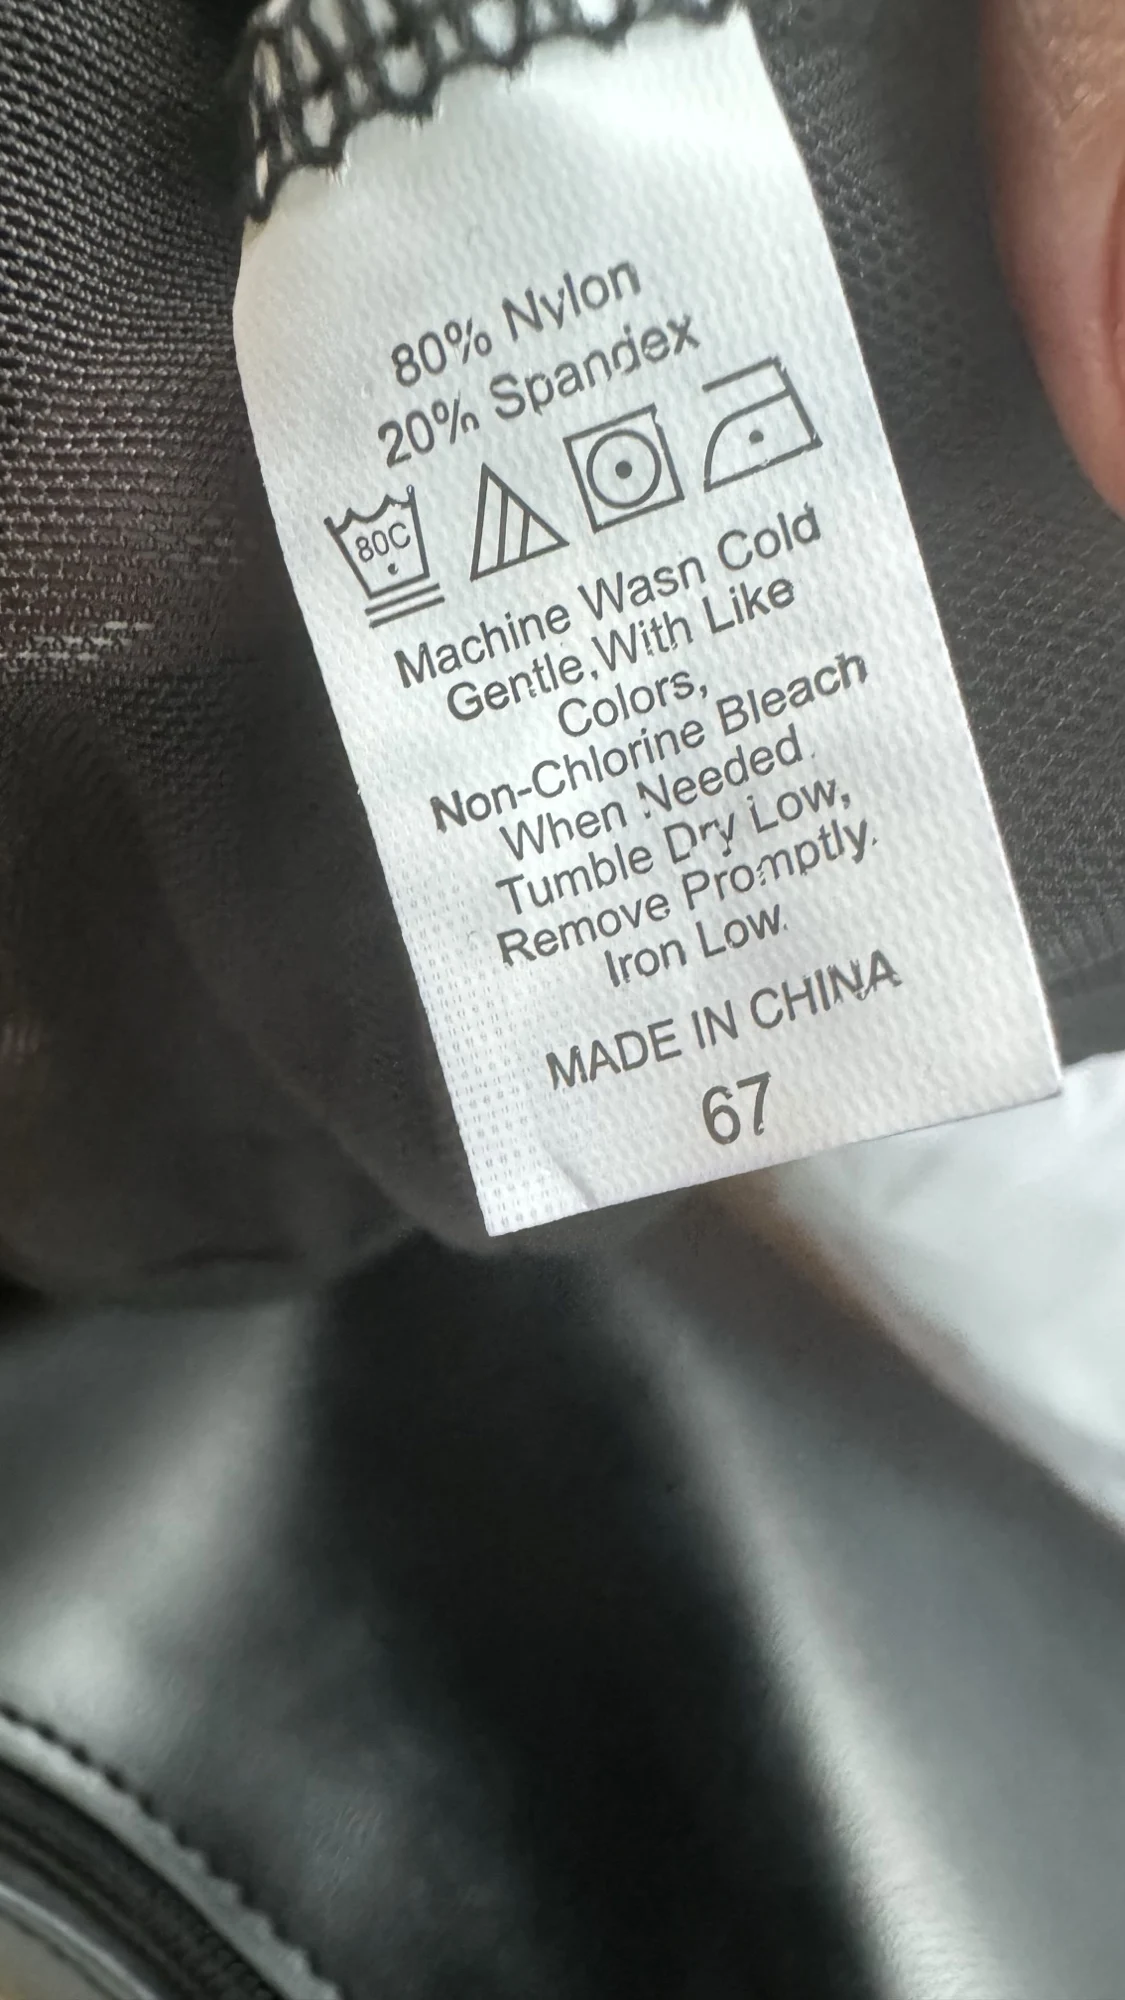 80% Nylon
20% Spandex
80C
Machine Wasn Cold
Gentle,With Like
Colors,
Non-Chlorine Bleach
When Needed.
Tumble Dry Low,
Remove Promptly.
Iron Low.
MADE IN CHINA
67